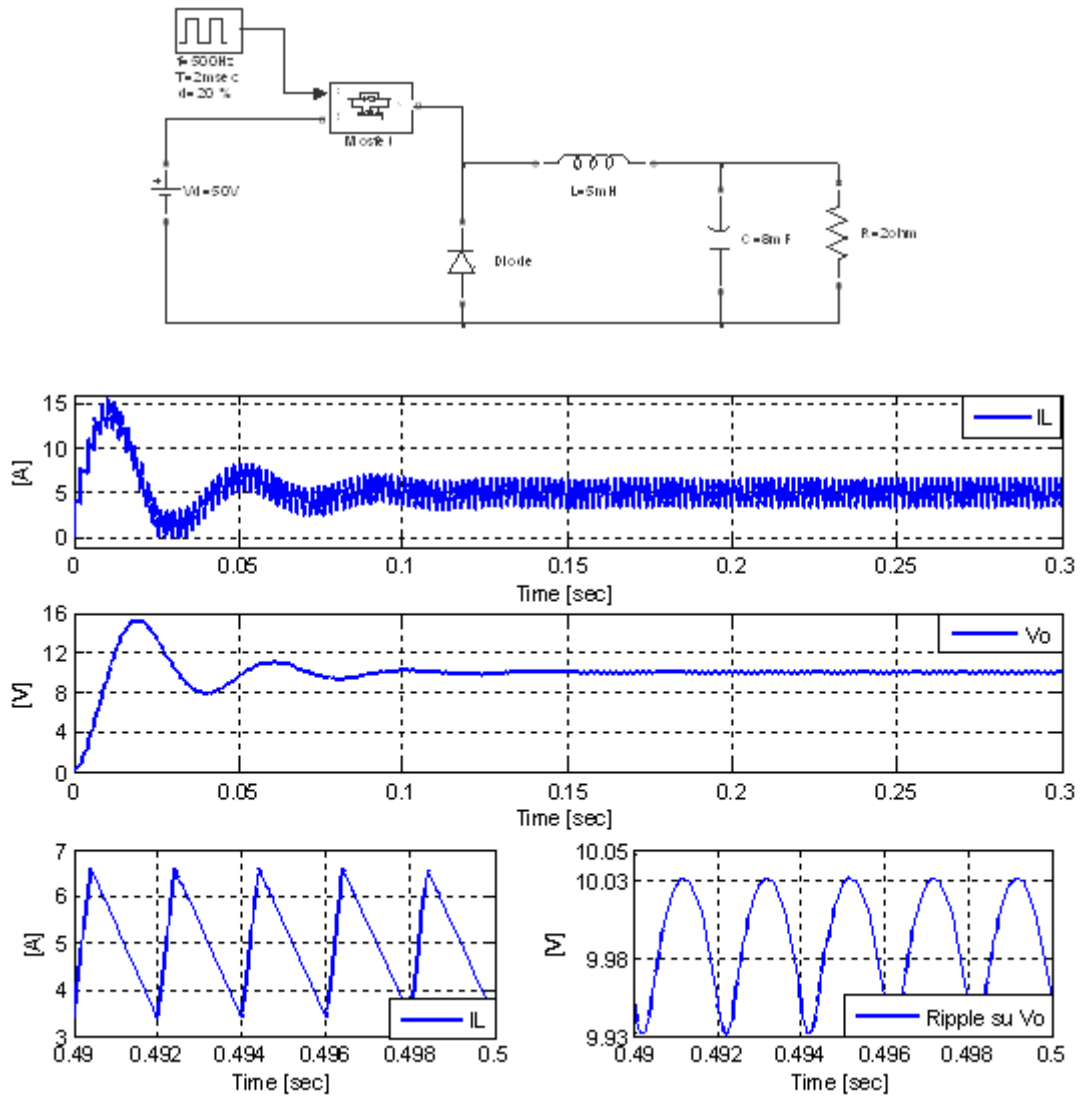 f=500Hz
T=2msec
d=20 %
Mosfet
Vd=50V
L=5mH
C=8mF
R=2ohm
Diode
15
10
5
0
[A]
IL
0 0.05 0.1 0.15 0.2 0.25 0.3
Time [sec]
16
12
8
4
0
[V]
Vo
0 0.05 0.1 0.15 0.2 0.25 0.3
Time [sec]
7
6
5
4
3
[A]
IL
0.49 0.492 0.494 0.496 0.498 0.5
Time [sec]
10.05
10.03
9.98
9.93
[V]
Ripple su Vo
0.49 0.492 0.494 0.496 0.498 0.5
Time [sec]